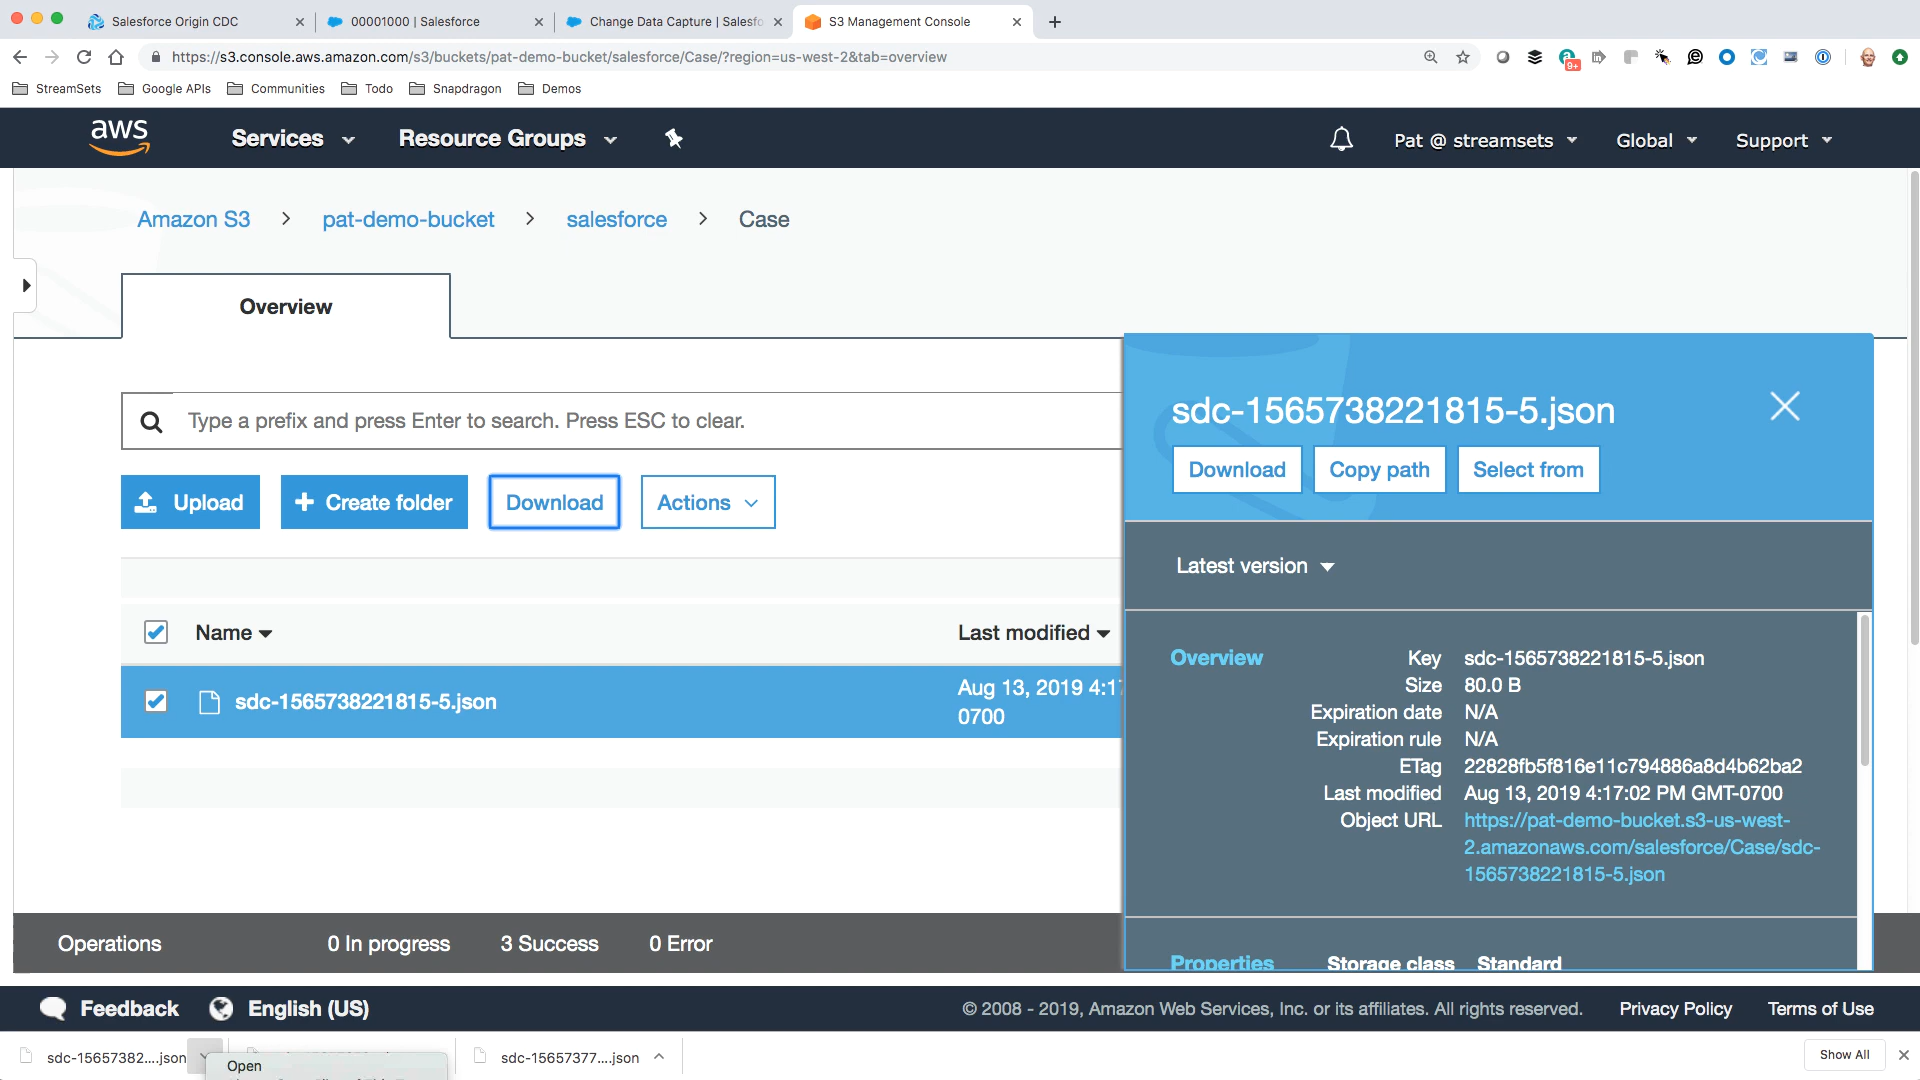 Salesforce Origin CDC
00001000 | Salesforce
Change Data Capture | Salesfo
S3 Management Console
https://s3.console.aws.amazon.com/s3/buckets/pat-demo-bucket/salesforce/Case/?region=us-west-2&tab=overview
9+
StreamSets
Google APIs
Communities
Todo
Snapdragon
Demos
aws
Services
Resource Groups
Pat @ streamsets
Global
Support
Amazon S3 > pat-demo-bucket > salesforce > Case
Overview
Type a prefix and press Enter to search. Press ESC to clear.
Upload
Create folder
Download
Actions
Name
Last modified
sdc-1565738221815-5.json
Aug 13, 2019 4:17
0700
sdc-1565738221815-5.json
Download
Copy path
Select from
Latest version
Overview
Key sdc-1565738221815-5.json
Size 80.0 B
Expiration date N/A
Expiration rule N/A
ETag 22828fb5f816e11c794886a8d4b62ba2
Last modified Aug 13, 2019 4:17:02 PM GMT-0700
Object URL https://pat-demo-bucket.s3-us-west-
2.amazonaws.com/salesforce/Case/sdc-
1565738221815-5.json
Properties
Storage class Standard
Operations
0 In progress
3 Success
0 Error
Feedback
English (US)
© 2008 - 2019, Amazon Web Services, Inc. or its affiliates. All rights reserved.
Privacy Policy
Terms of Use
sdc-15657382....json
Open
sdc-15657377....json
Show All